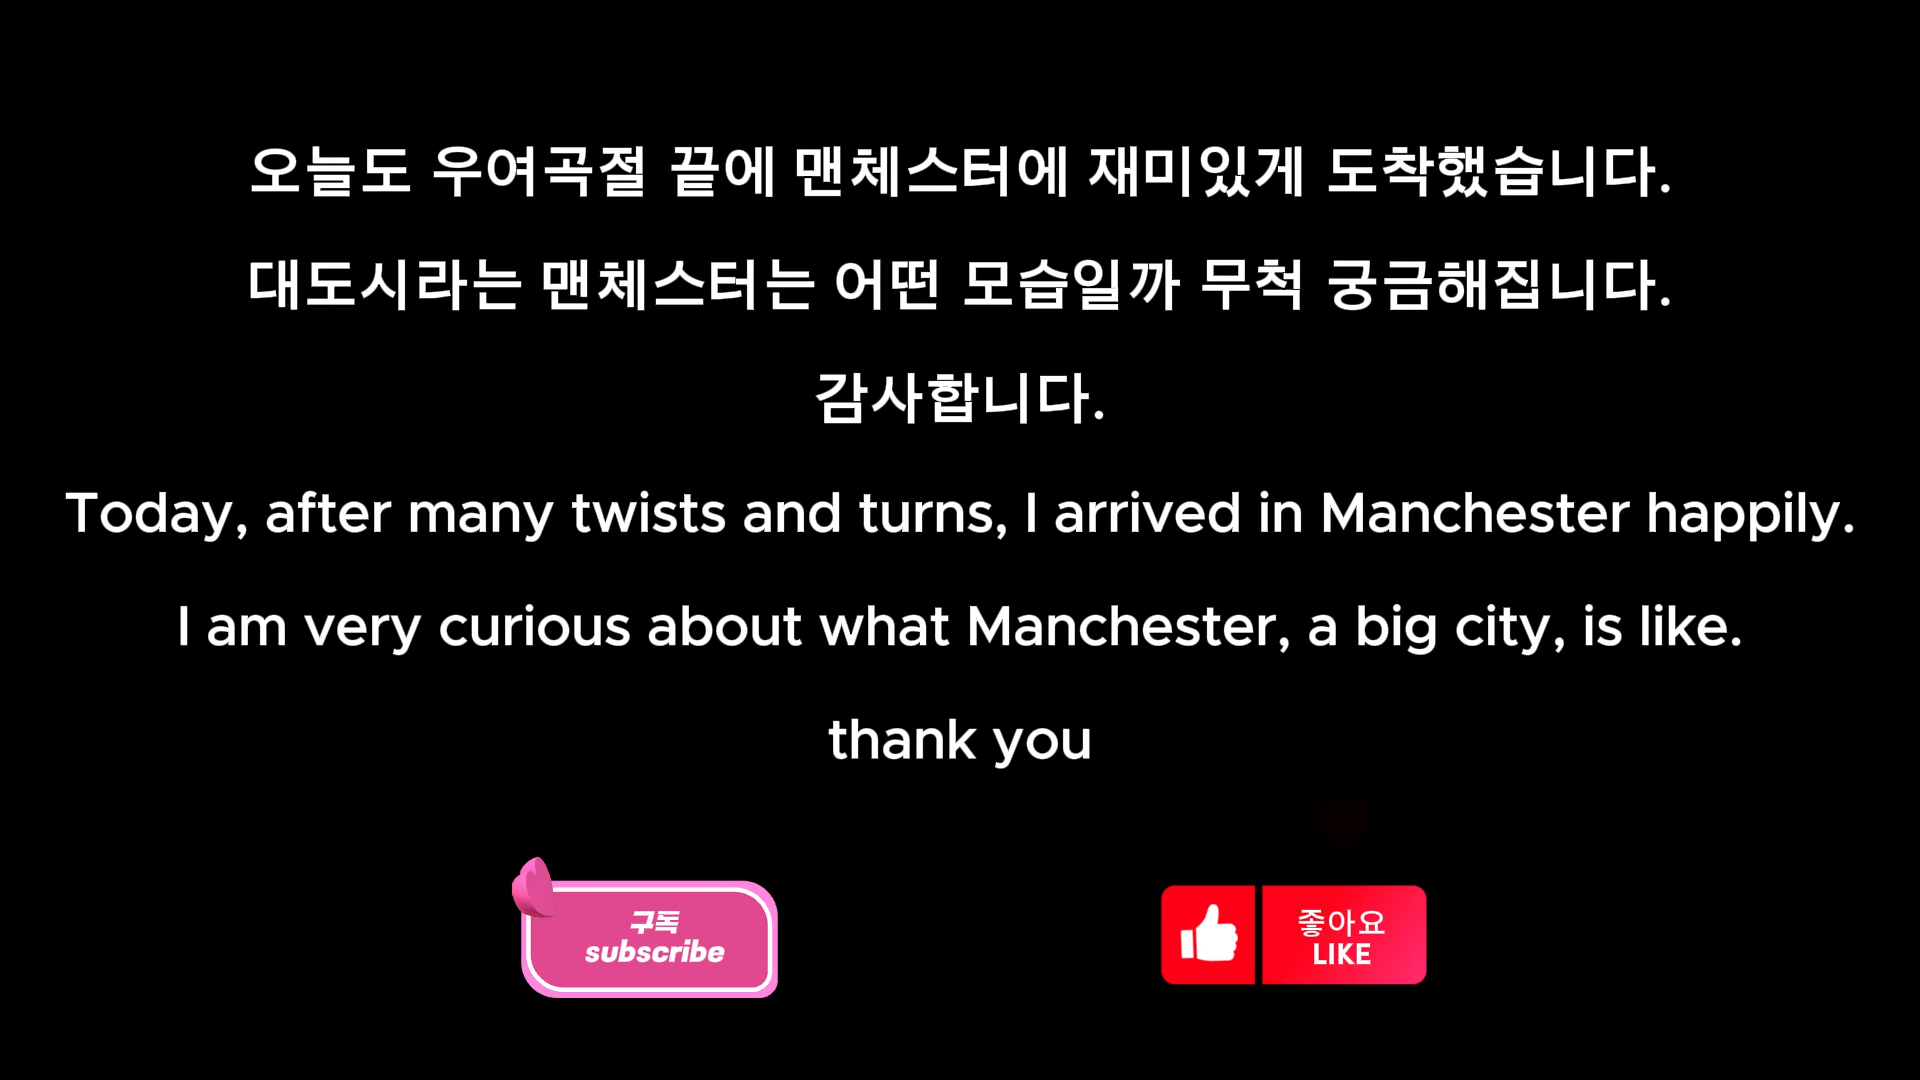 오늘도 우여곡절 끝에 맨체스터에 재미있게 도착했습니다.
대도시라는 맨체스터는 어떤 모습일까 무척 궁금해집니다.
감사합니다.
Today, after many twists and turns, I arrived in Manchester happily.
I am very curious about what Manchester, a big city, is like.
thank you
구독
subscribe
좋아요
LIKE